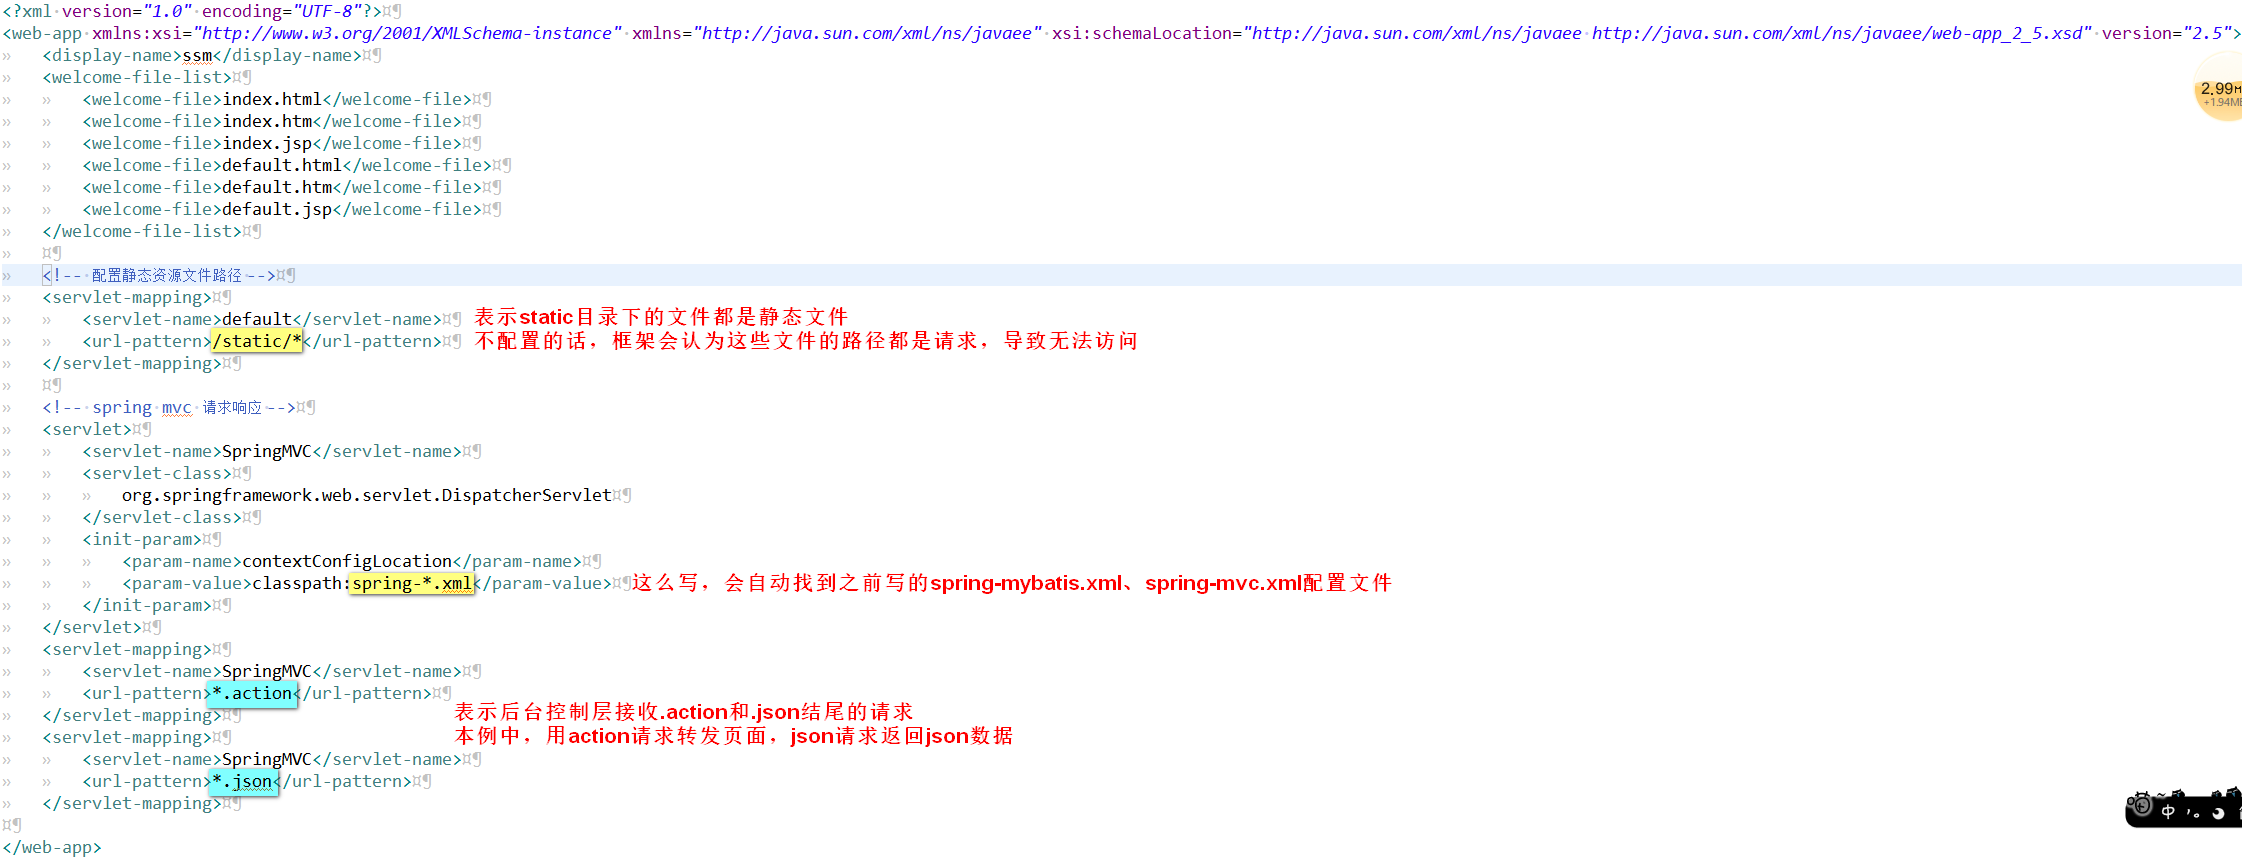 <?xml version="1.0" encoding="UTF-8"?>
<web-app xmlns:xsi="http://www.w3.org/2001/XMLSchema-instance" xmlns="http://java.sun.com/xml/ns/javaee" xsi:schemaLocation="http://java.sun.com/xml/ns/javaee http://java.sun.com/xml/ns/javaee/web-app_2_5.xsd" version="2.5">
<display-name>ssm</display-name>
<welcome-file-list>
<welcome-file>index.html</welcome-file>
<welcome-file>index.htm</welcome-file>
<welcome-file>index.jsp</welcome-file>
<welcome-file>default.html</welcome-file>
<welcome-file>default.htm</welcome-file>
<welcome-file>default.jsp</welcome-file>
</welcome-file-list>
<!-- 配置静态资源文件路径 -->
<servlet-mapping>
<servlet-name>default</servlet-name> 表示static目录下的文件都是静态文件
<url-pattern>/static/*</url-pattern> 不配置的话，框架会认为这些文件的路径都是请求，导致无法访问
</servlet-mapping>
<!-- spring mvc 请求响应 -->
<servlet>
<servlet-name>SpringMVC</servlet-name>
<servlet-class>
org.springframework.web.servlet.DispatcherServlet
</servlet-class>
<init-param>
<param-name>contextConfigLocation</param-name>
<param-value>classpath:spring-*.xml</param-value> 这么写，会自动找到之前写的spring-mybatis.xml、spring-mvc.xml配置文件
</init-param>
</servlet>
<servlet-mapping>
<servlet-name>SpringMVC</servlet-name>
<url-pattern>*.action</url-pattern>
</servlet-mapping> 表示后台控制层接收.action和.json结尾的请求
<servlet-mapping> 本例中，用action请求转发页面，json请求返回json数据
<servlet-name>SpringMVC</servlet-name>
<url-pattern>*.json</url-pattern>
</servlet-mapping>
</web-app>
2.99M
+1.94M
中